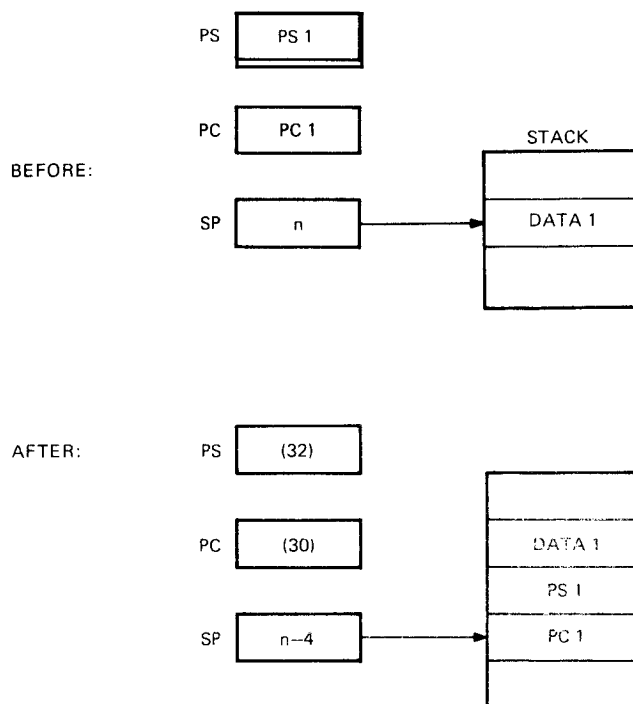 PS PS 1
PC PC 1
STACK
BEFORE:
SP n DATA 1
AFTER: PS (32)
PC (30) DATA 1
PS 1
SP n–4 PC 1